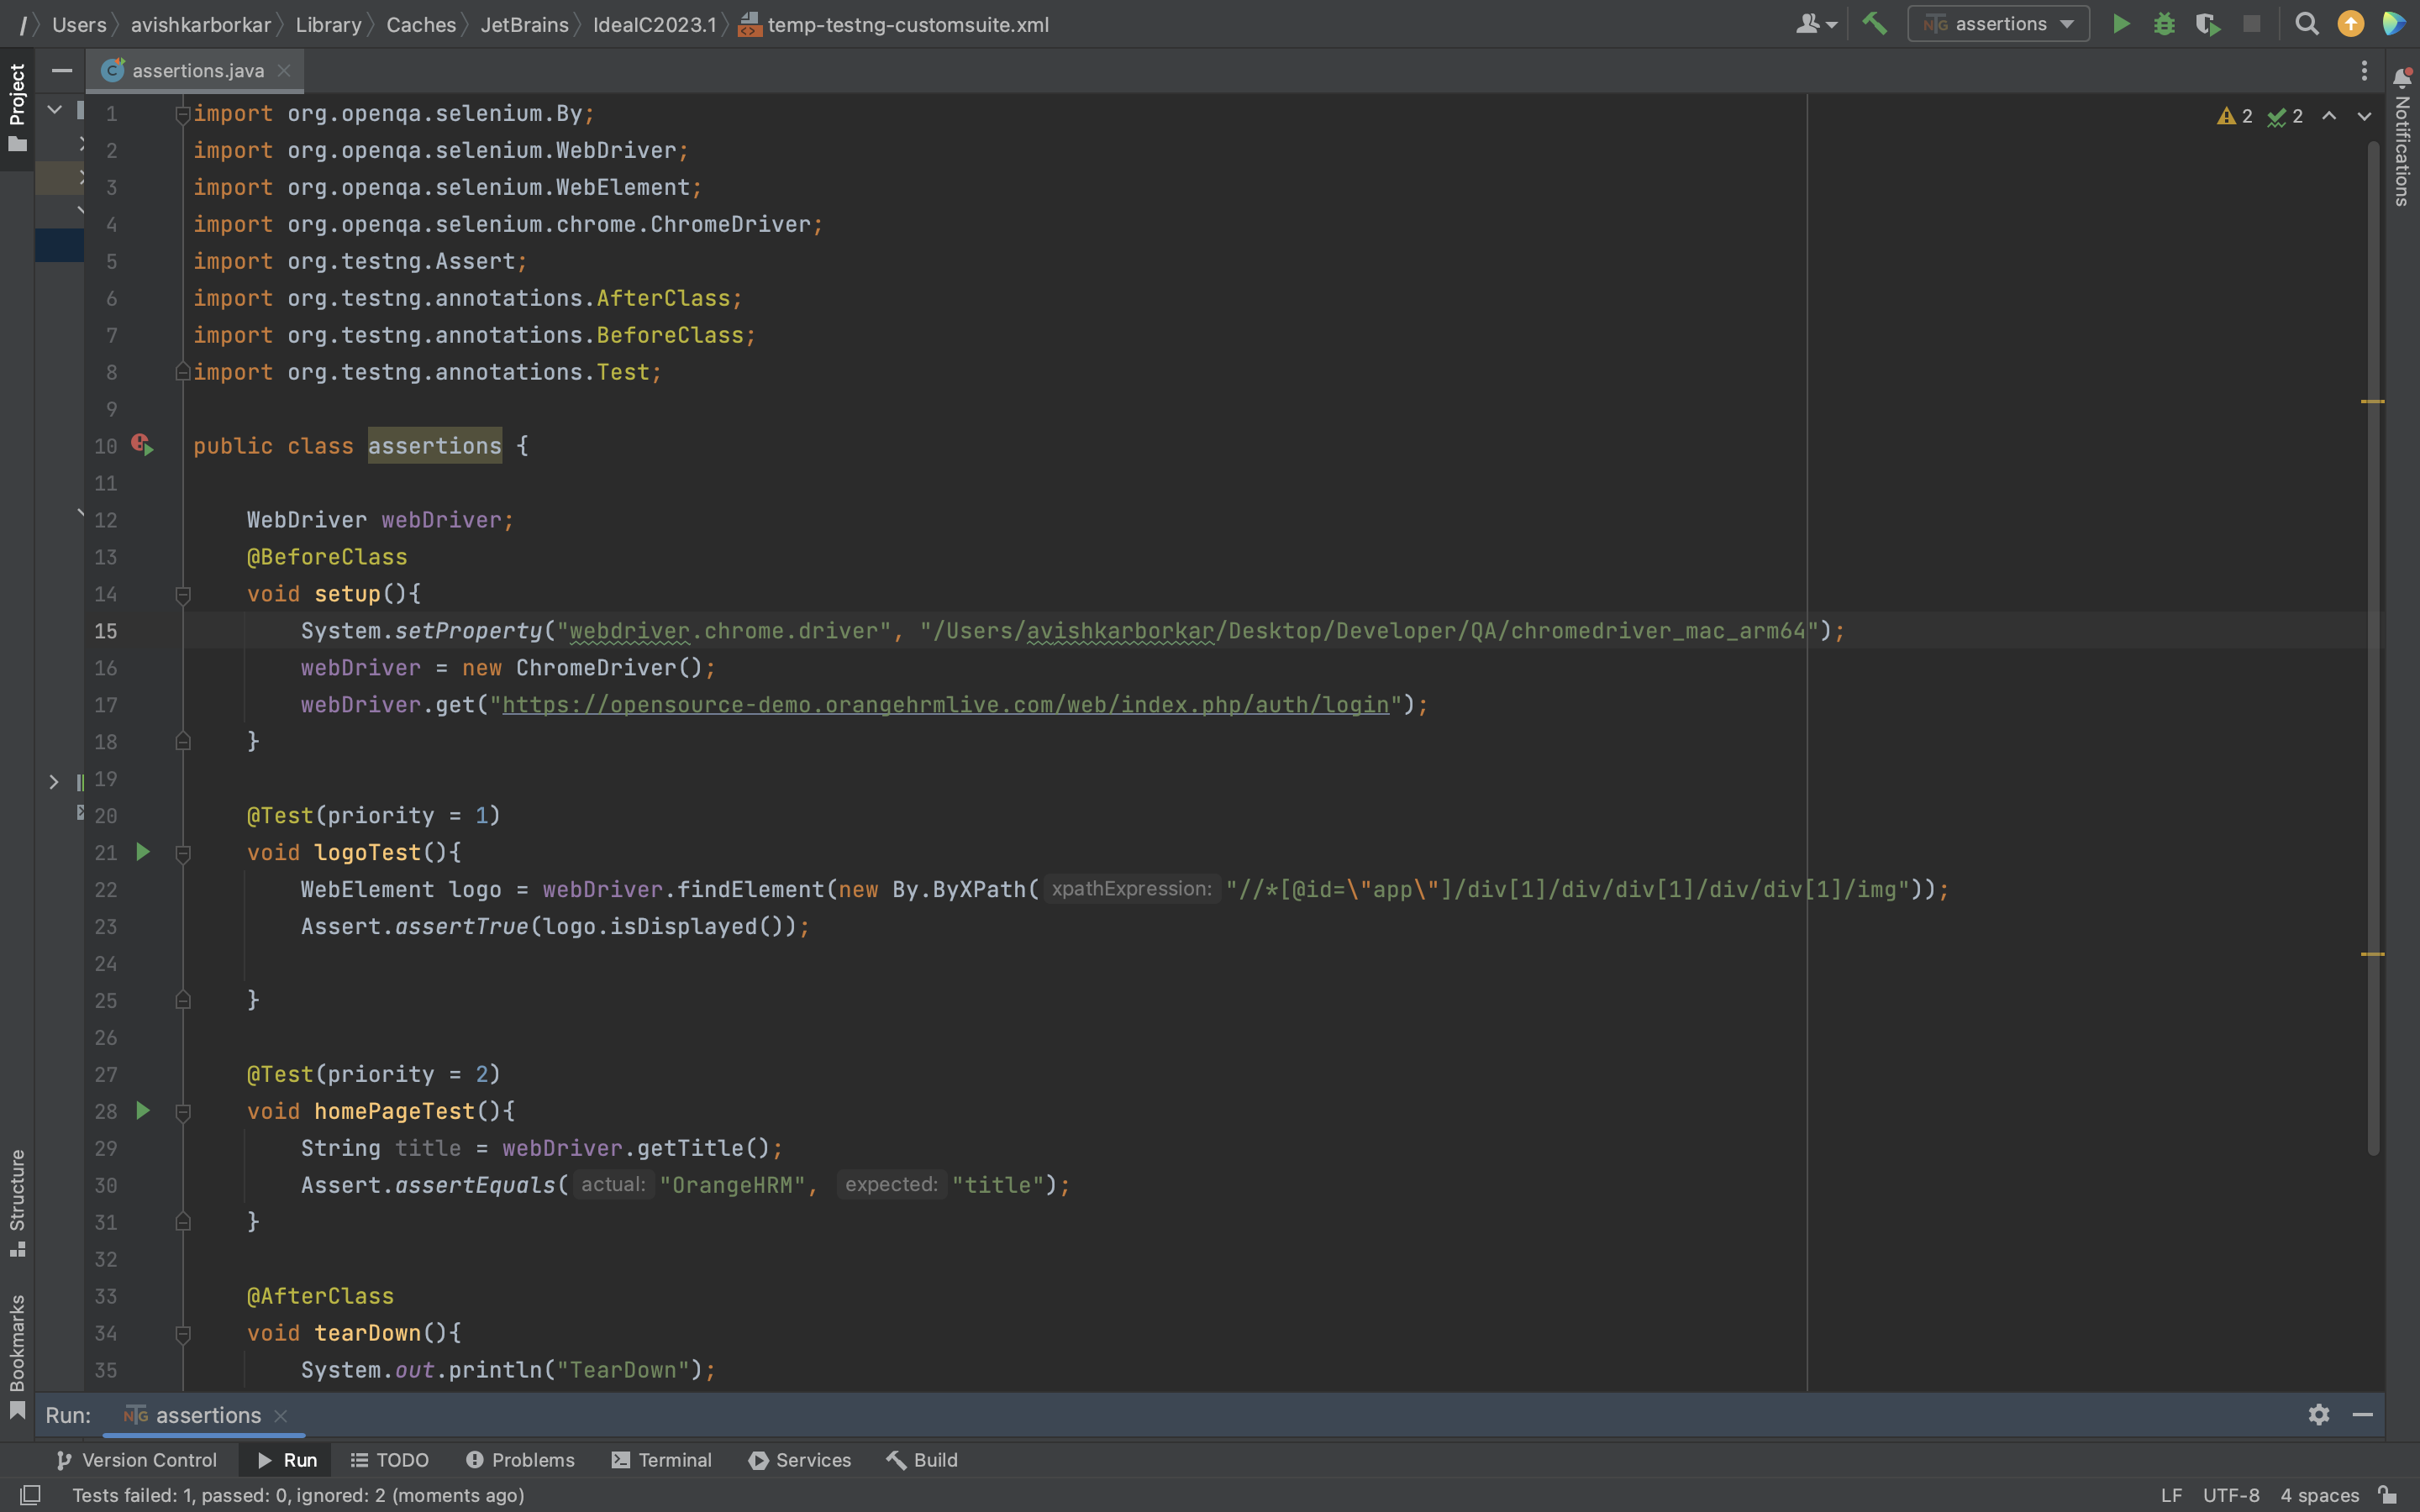 / Users avishkarborkar Library Caches JetBrains IdeaIC2023.1 temp-testng-customsuite.xml
assertions
Project
assertions.java
Notifications
2 2
1 import org.openqa.selenium.By;
2 import org.openqa.selenium.WebDriver;
3 import org.openqa.selenium.WebElement;
4 import org.openqa.selenium.chrome.ChromeDriver;
5 import org.testng.Assert;
6 import org.testng.annotations.AfterClass;
7 import org.testng.annotations.BeforeClass;
8 import org.testng.annotations.Test;
9
10 public class assertions {
11
12 WebDriver webDriver;
13 @BeforeClass
14 void setup(){
15 System.setProperty("webdriver.chrome.driver", "/Users/avishkarborkar/Desktop/Developer/QA/chromedriver_mac_arm64");
16 webDriver = new ChromeDriver();
17 webDriver.get("https://opensource-demo.orangehrmlive.com/web/index.php/auth/login");
18 }
19
20 @Test(priority = 1)
21 void logoTest(){
22 WebElement logo = webDriver.findElement(new By.ByXPath( xpathExpression: "//*[@id=\"app\"]/div[1]/div/div[1]/div/div[1]/img"));
23 Assert.assertTrue(logo.isDisplayed());
24
25 }
26
27 @Test(priority = 2)
28 void homePageTest(){
29 String title = webDriver.getTitle();
30 Assert.assertEquals( actual: "OrangeHRM", expected: "title");
31 }
32
33 @AfterClass
34 void tearDown(){
35 System.out.println("TearDown");
Structure
Bookmarks
Run: NTG assertions
Version Control Run TODO Problems Terminal Services Build
Tests failed: 1, passed: 0, ignored: 2 (moments ago) LF UTF-8 4 spaces